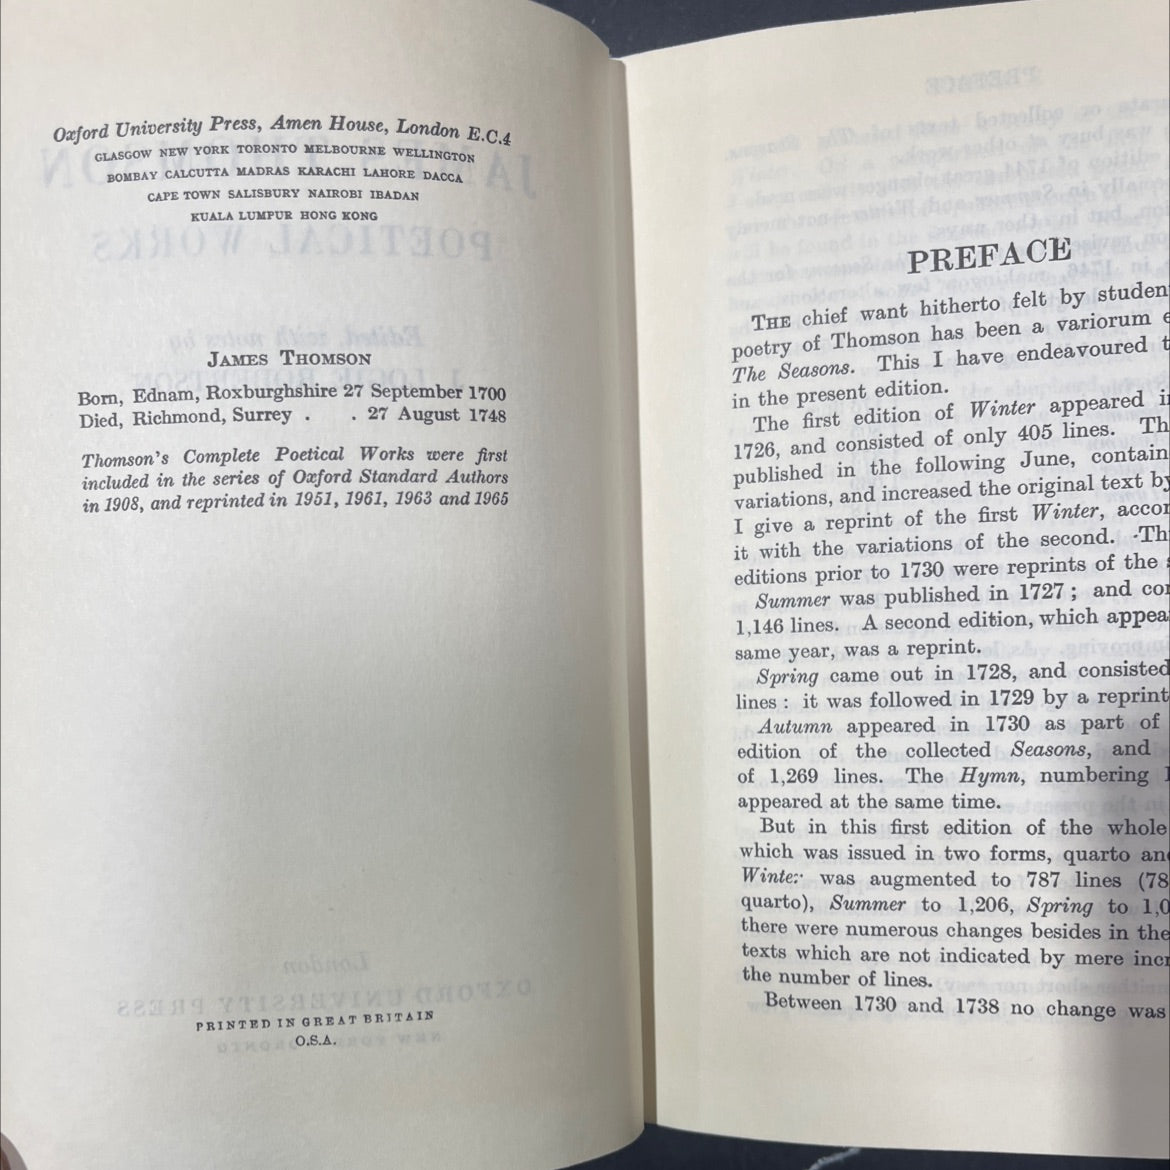 Oxford University Press, Amen House, London E.C.4
GLASGOW NEW YORK TORONTO MELBOURNE WELLINGTON
BOMBAY CALCUTTA MADRAS KARACHI LAHORE DACCA
CAPE TOWN SALISBURY NAIROBI IBADAN
KUALA LUMPUR HONG KONG
JAMES THOMSON
Born, Ednam, Roxburghshire 27 September 1700
Died, Richmond, Surrey . . 27 August 1748
Thomson's Complete Poetical Works were first
included in the series of Oxford Standard Authors
in 1908, and reprinted in 1951, 1961, 1963 and 1965
PRINTED IN GREAT BRITAIN
O.S.A.
PREFACE
THE chief want hitherto felt by studen
poetry of Thomson has been a variorum e
The Seasons. This I have endeavoured t
in the present edition.
The first edition of Winter appeared i
1726, and consisted of only 405 lines. Th
published in the following June, contain
variations, and increased the original text by
I give a reprint of the first Winter, accor
it with the variations of the second. Th
editions prior to 1730 were reprints of the s
Summer was published in 1727 ; and con
1,146 lines. A second edition, which appea
same year, was a reprint.
Spring came out in 1728, and consisted
lines : it was followed in 1729 by a reprint
Autumn appeared in 1730 as part of
edition of the collected Seasons, and
of 1,269 lines. The Hymn, numbering 1
appeared at the same time.
But in this first edition of the whole
which was issued in two forms, quarto an
Winter was augmented to 787 lines (78
quarto), Summer to 1,206, Spring to 1,0
there were numerous changes besides in the
texts which are not indicated by mere incr
the number of lines.
Between 1730 and 1738 no change was